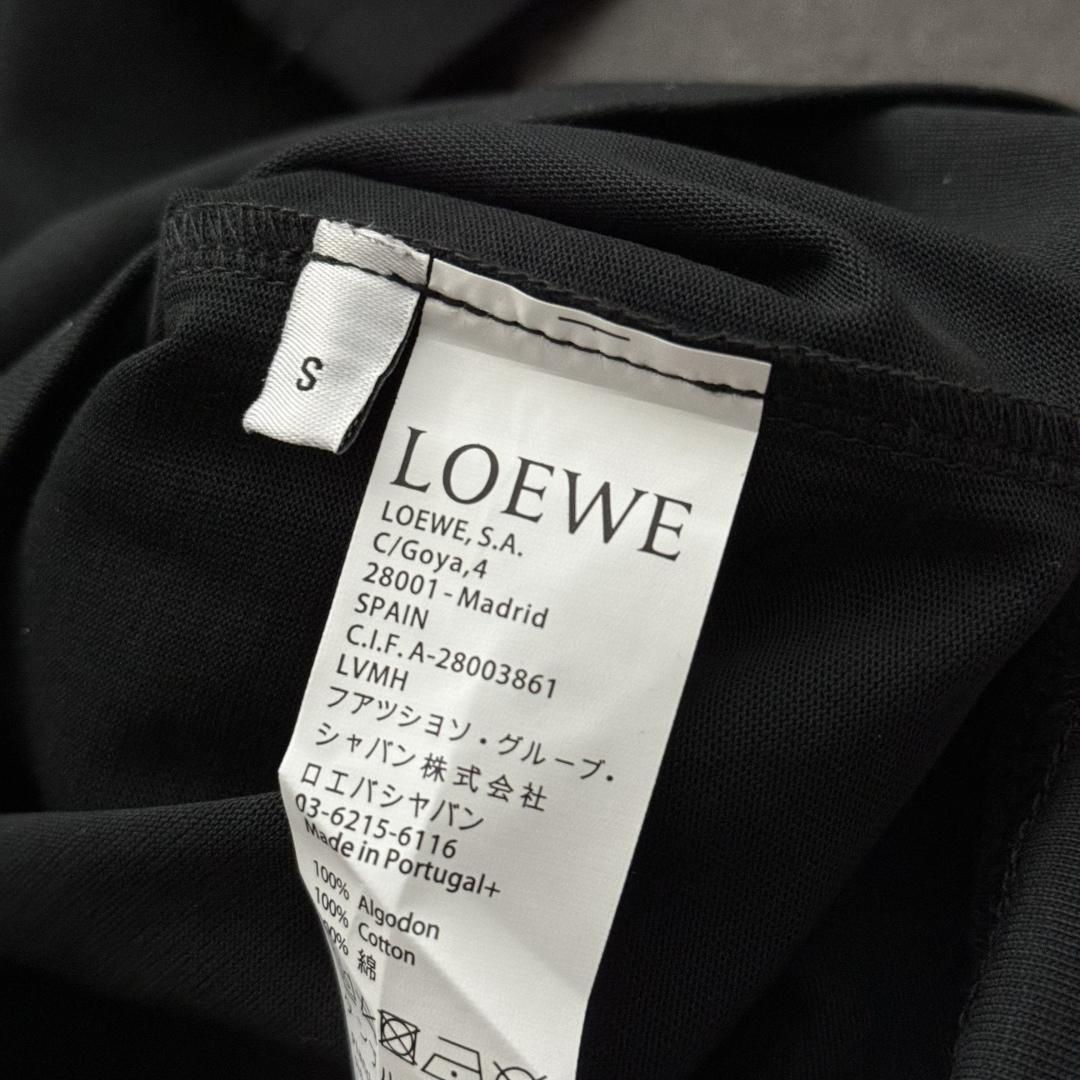 S
LOEWE
LOEWE, S.A.
C/Goya,4
28001-Madrid
SPAIN
C.I.F. A-28003861
LVMH
フアツシヨソ・グループ.
シャバン株式会社
ロエバシヤバン
03-6215-6116
Made in Portugal+
100% Algodon
100% Cotton
綿